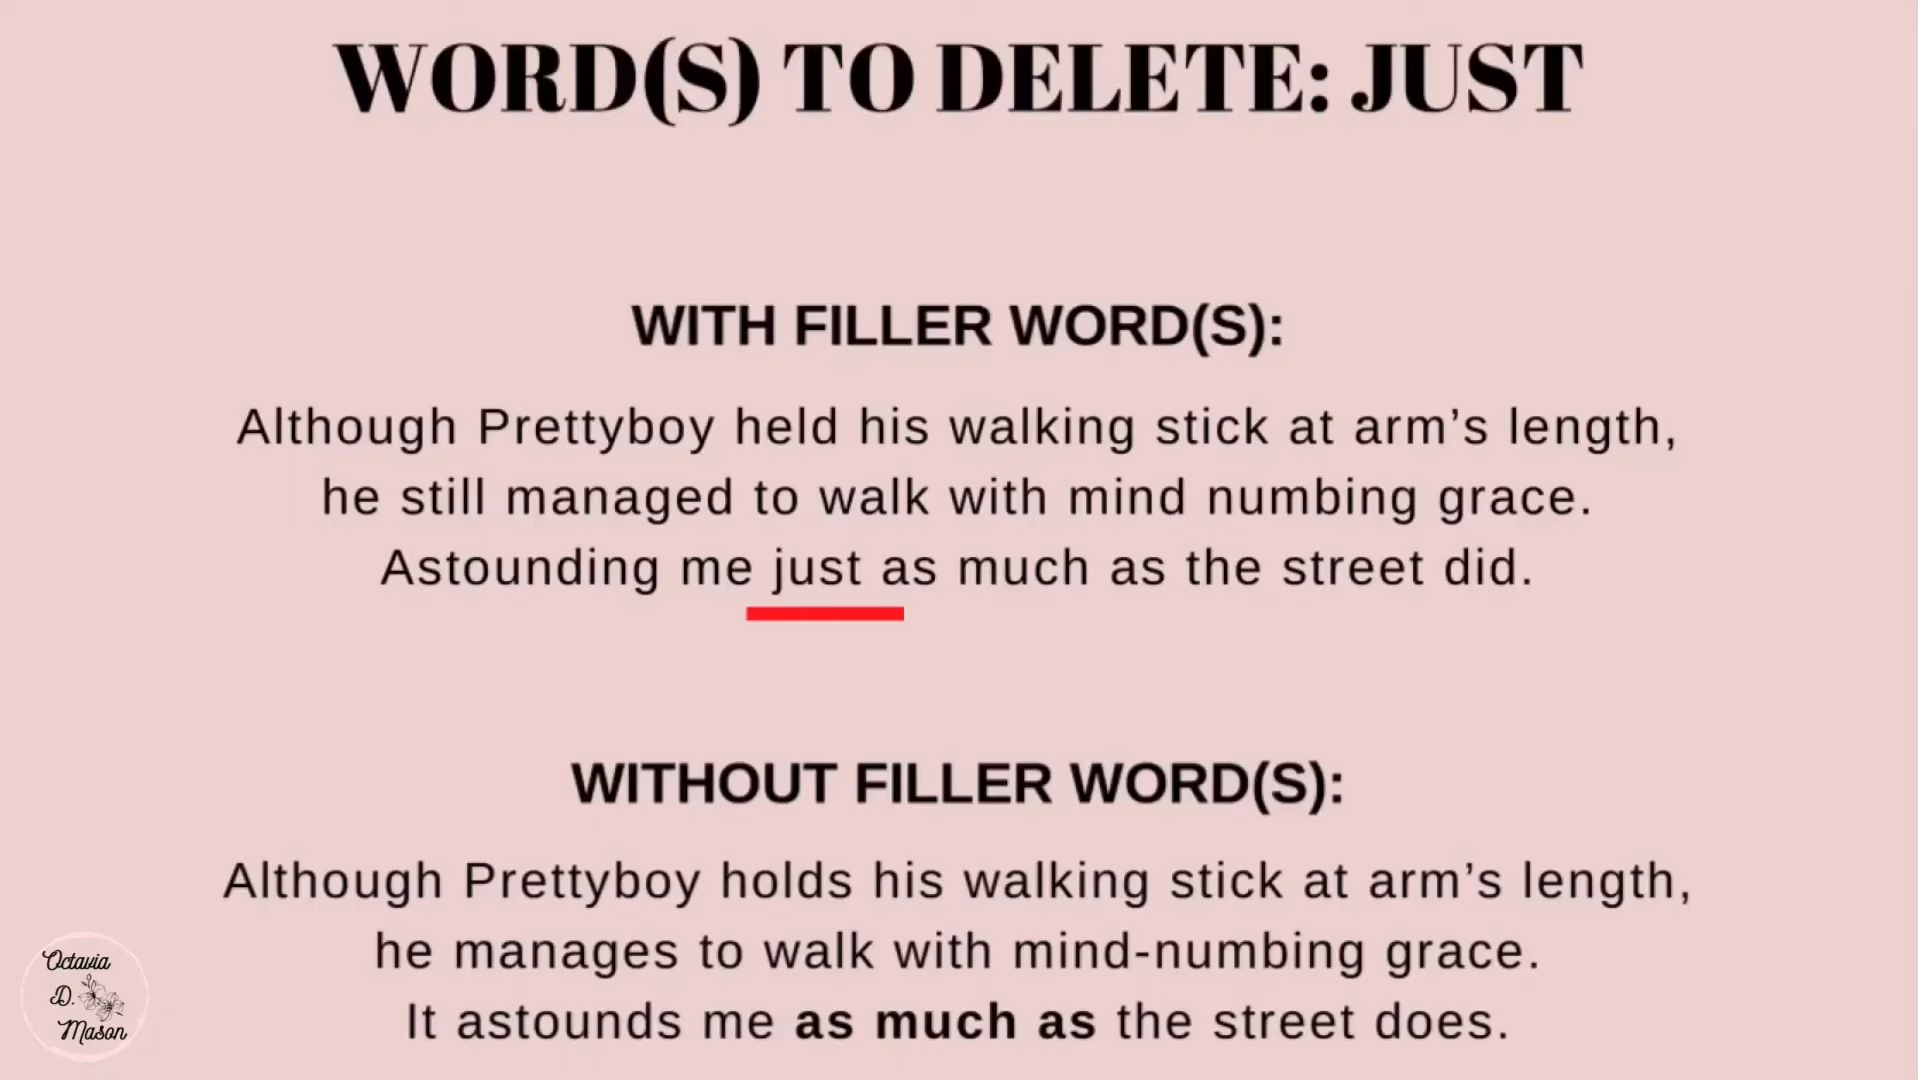 WORD(S) TO DELETE: JUST
WITH FILLER WORD(S):
Although Prettyboy held his walking stick at arm’s length,
he still managed to walk with mind numbing grace.
Astounding me just as much as the street did.
WITHOUT FILLER WORD(S):
Although Prettyboy holds his walking stick at arm’s length,
he manages to walk with mind-numbing grace.
It astounds me as much as the street does.
Octavia
D.
Mason